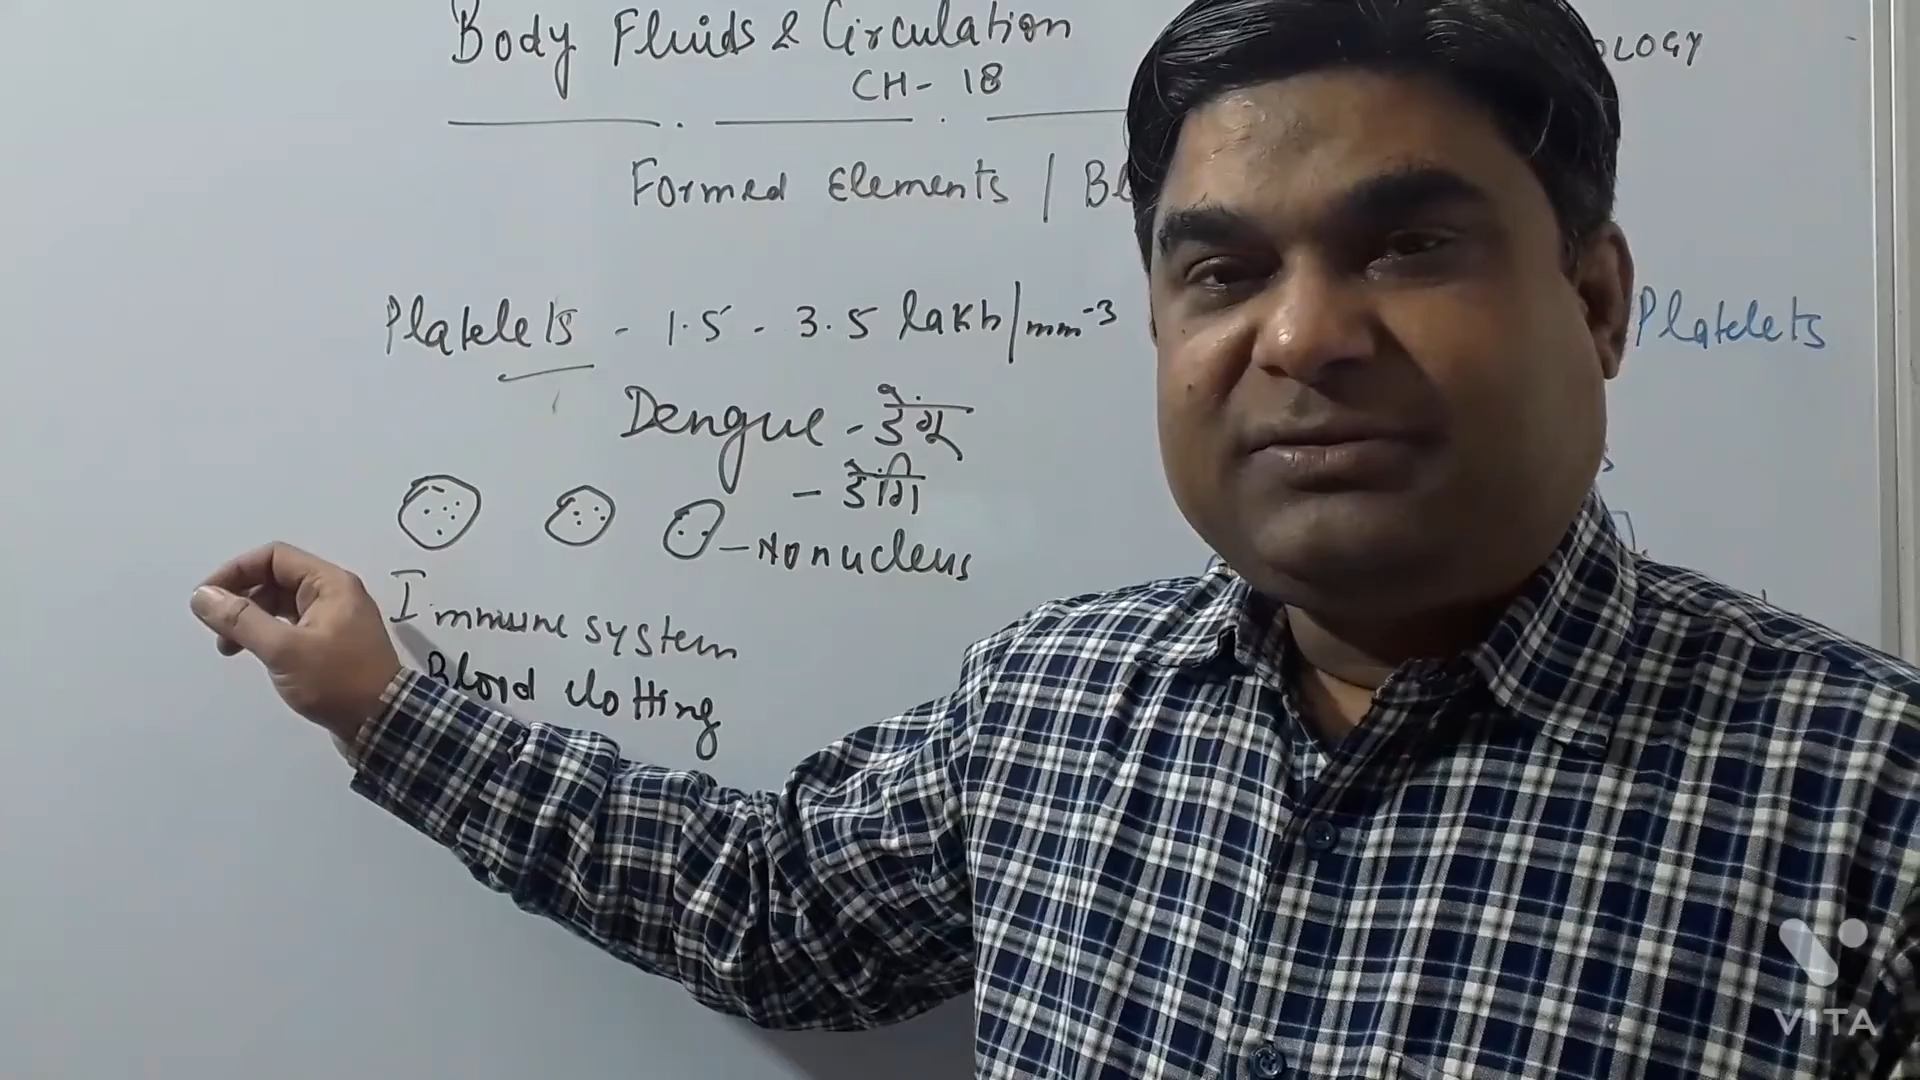 Body Fluids & Circulation
OLOGY
CH - 18
Formed Elements /
Platelets - 1.5 - 3.5 lakh/mm⁻³
Platelets
Dengue - डेंगू
- डेंगि
- No nucleus
Immune system
Blood clotting
VITA